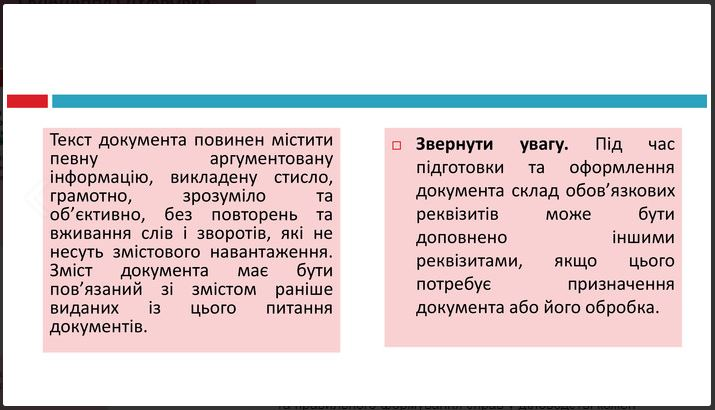 Текст документа повинен містити
певну аргументовану
інформацію, викладену стисло,
грамотно, зрозуміло та
об’єктивно, без повторень та
вживання слів і зворотів, які не
несуть змістового навантаження.
Зміст документа має бути
пов’язаний зі змістом раніше
виданих із цього питання
документів.
Звернути увагу. Під час
підготовки та оформлення
документа склад обов’язкових
реквізитів може бути
доповнено іншими
реквізитами, якщо цього
потребує призначення
документа або його обробка.